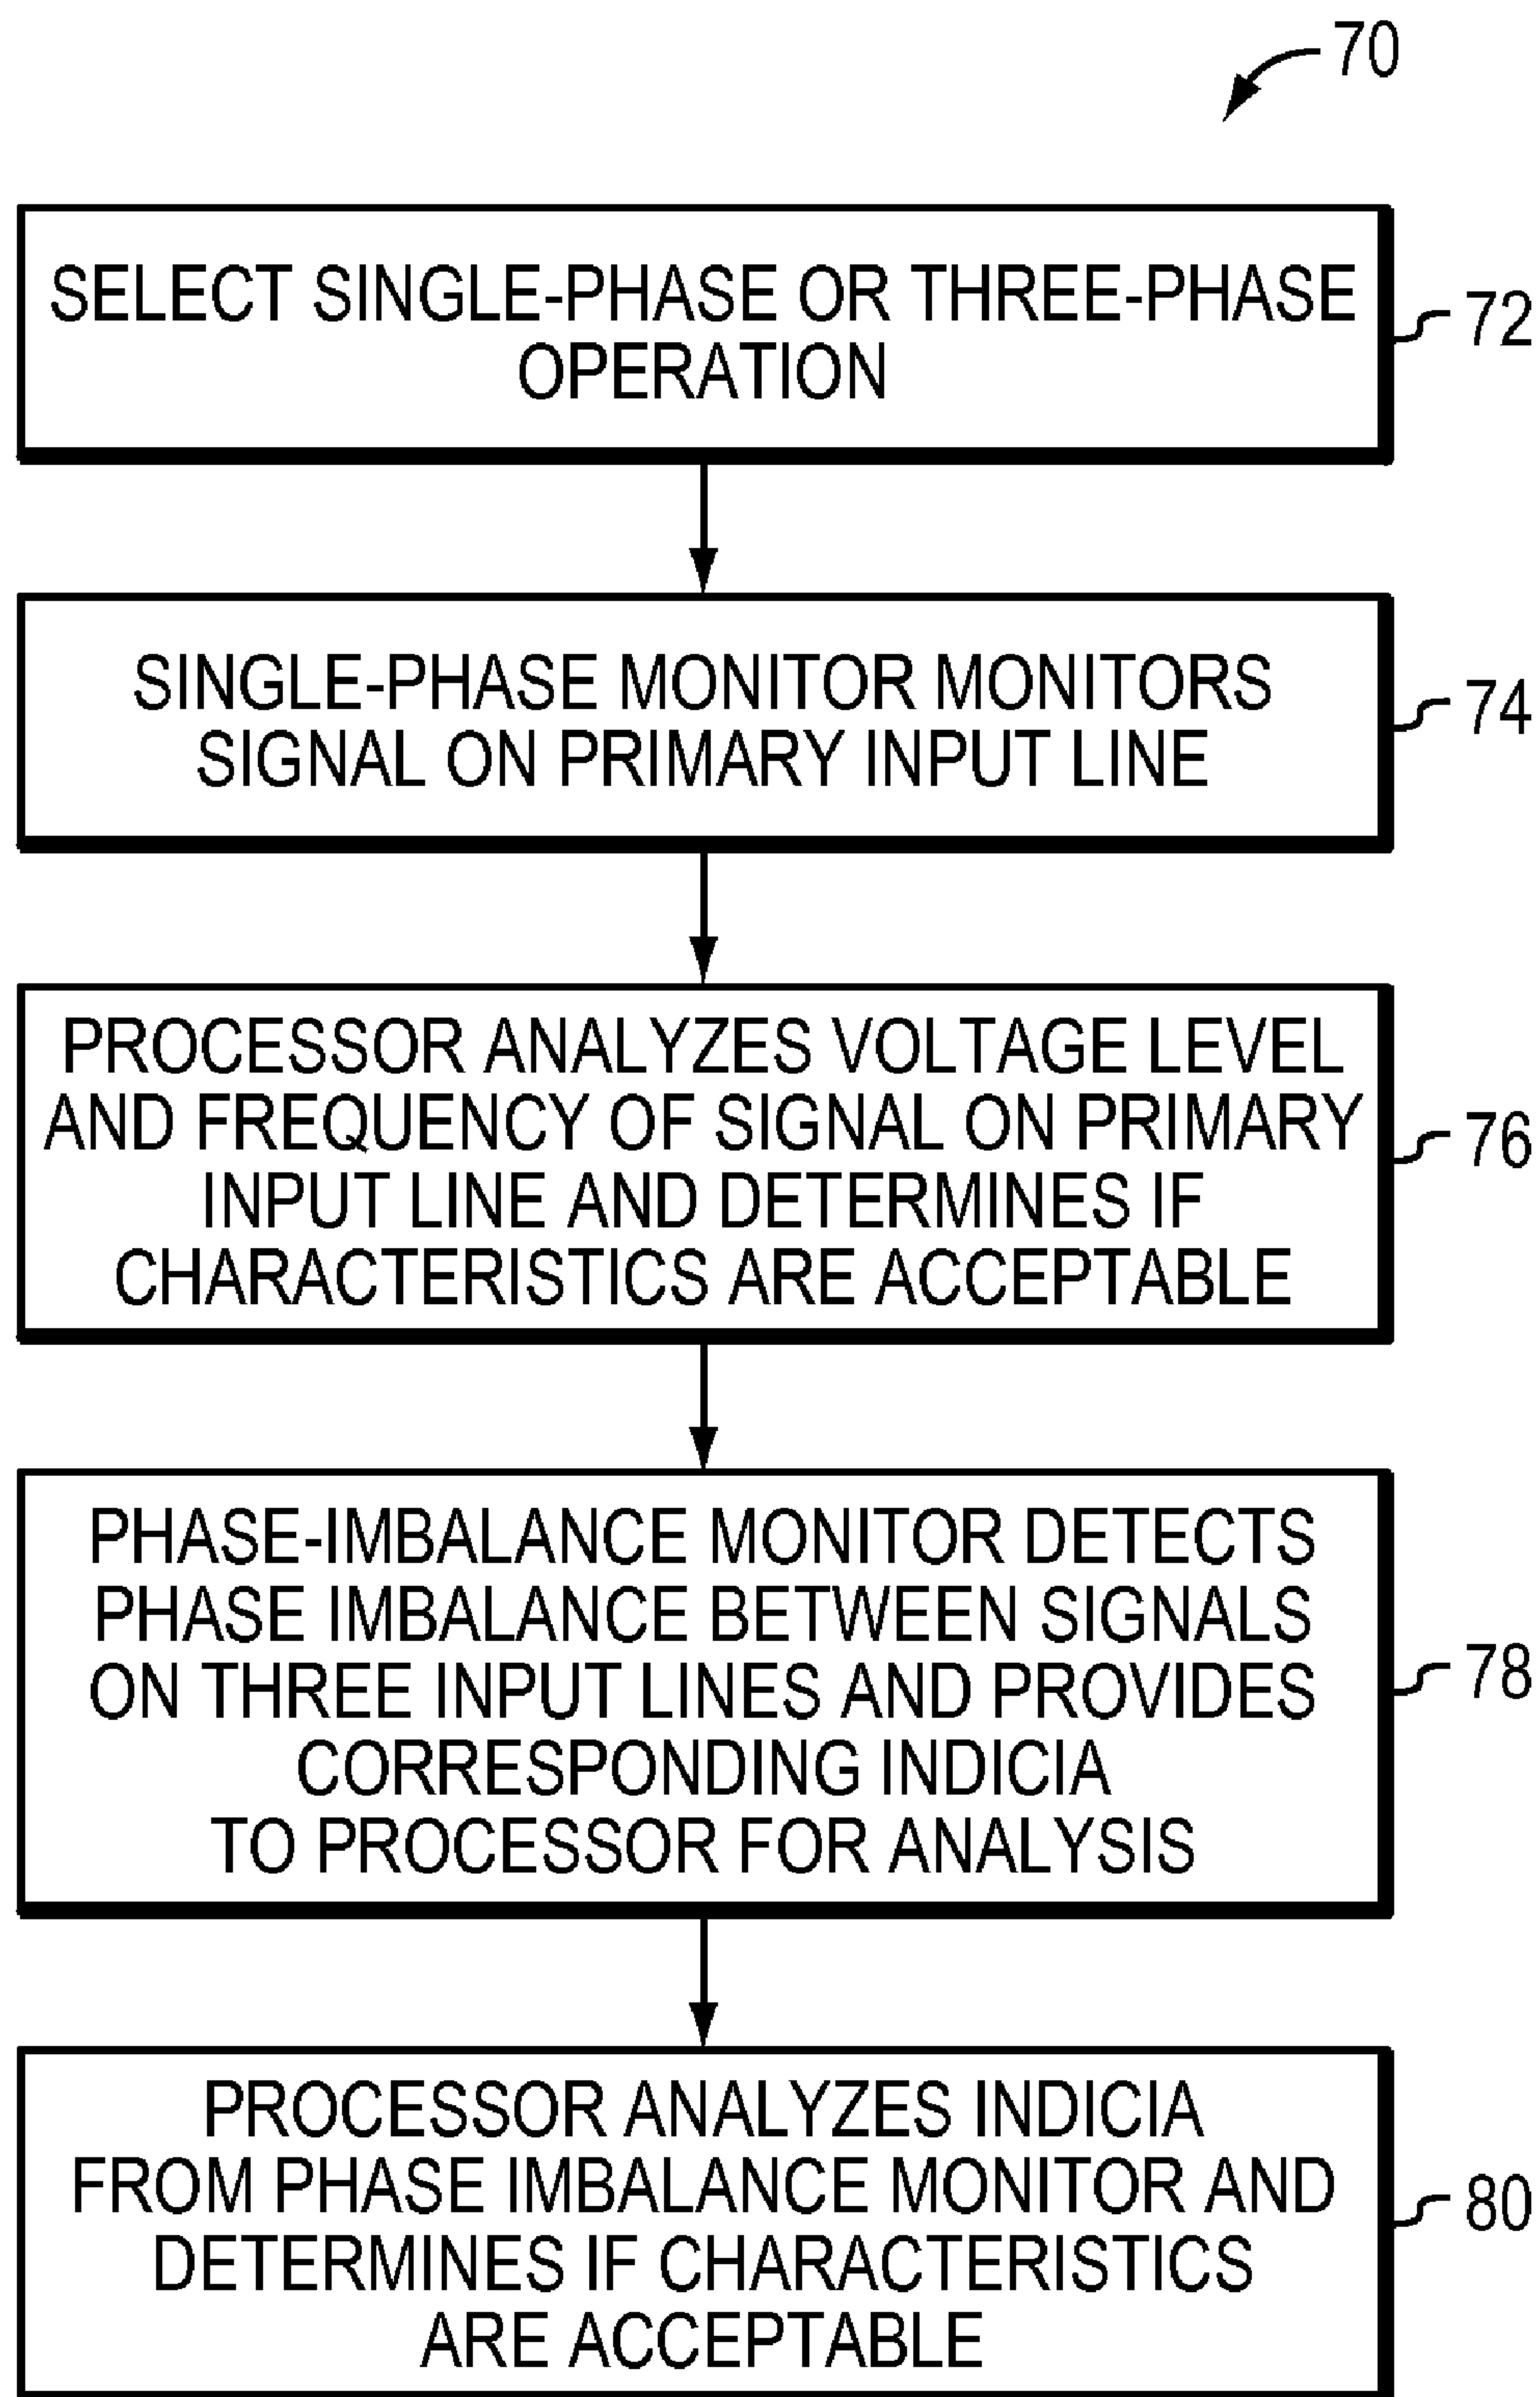 70
SELECT SINGLE-PHASE OR THREE-PHASE
OPERATION
72
SINGLE-PHASE MONITOR MONITORS
SIGNAL ON PRIMARY INPUT LINE
74
PROCESSOR ANALYZES VOLTAGE LEVEL
AND FREQUENCY OF SIGNAL ON PRIMARY
INPUT LINE AND DETERMINES IF
CHARACTERISTICS ARE ACCEPTABLE
76
PHASE-IMBALANCE MONITOR DETECTS
PHASE IMBALANCE BETWEEN SIGNALS
ON THREE INPUT LINES AND PROVIDES
CORRESPONDING INDICIA
TO PROCESSOR FOR ANALYSIS
78
PROCESSOR ANALYZES INDICIA
FROM PHASE IMBALANCE MONITOR AND
DETERMINES IF CHARACTERISTICS
ARE ACCEPTABLE
80